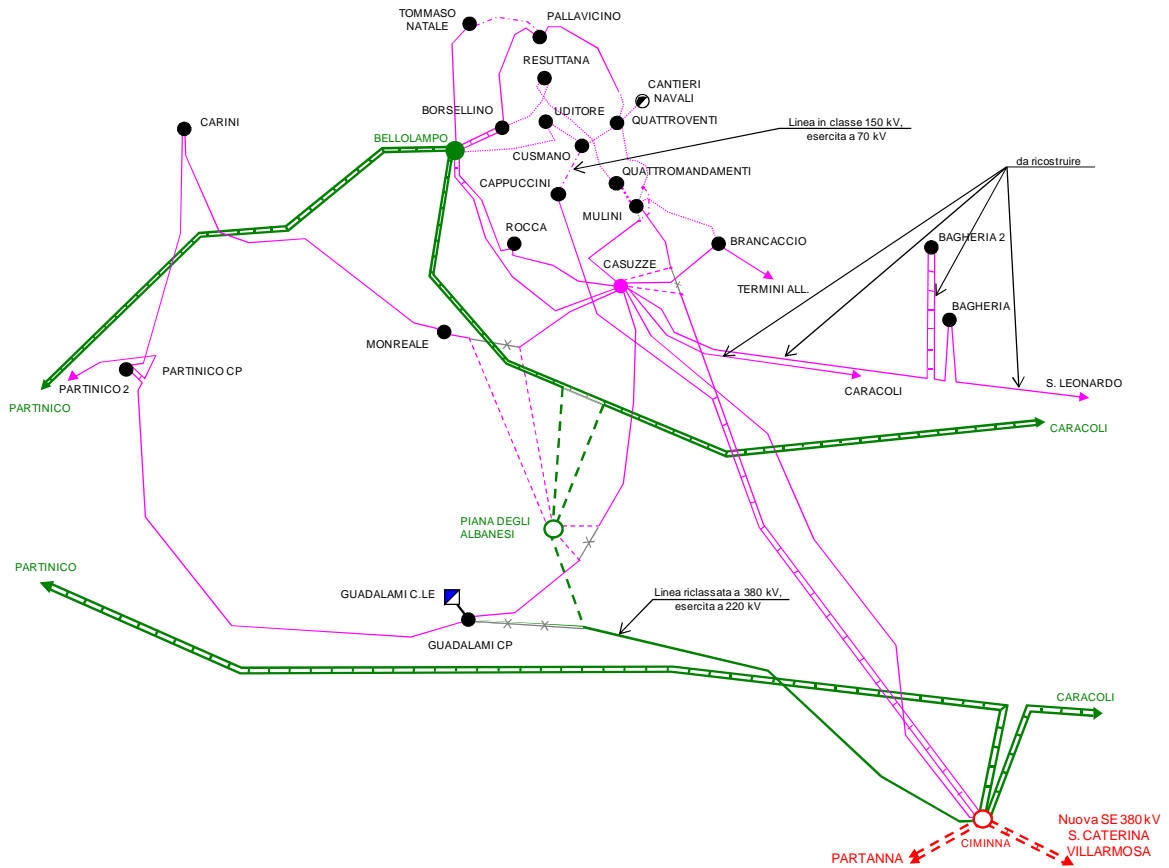 TOMMASO
NATALE
PALLAVICINO
RESUTTANA
CANTIERI
NAVALI
CARINI
BORSELLINO
UDITORE
QUATTROVENTI
Linea in classe 150 kV,
esercita a 70 kV
BELLOLAMPO
CUSMANO
da ricostruire
CAPPUCCINI
QUATTROMANDAMENTI
MULINI
ROCCA
BRANCACCIO
BAGHERIA 2
CASUZZE
TERMINI ALL.
BAGHERIA
MONREALE
PARTINICO CP
PARTINICO 2
CARACOLI
S. LEONARDO
PARTINICO
CARACOLI
PIANA DEGLI
ALBANESI
PARTINICO
GUADALAMI C.LE
Linea riclassata a 380 kV,
esercita a 220 kV
GUADALAMI CP
CARACOLI
CIMINNA
Nuova SE 380 kV
S. CATERINA
VILLARMOSA
PARTANNA